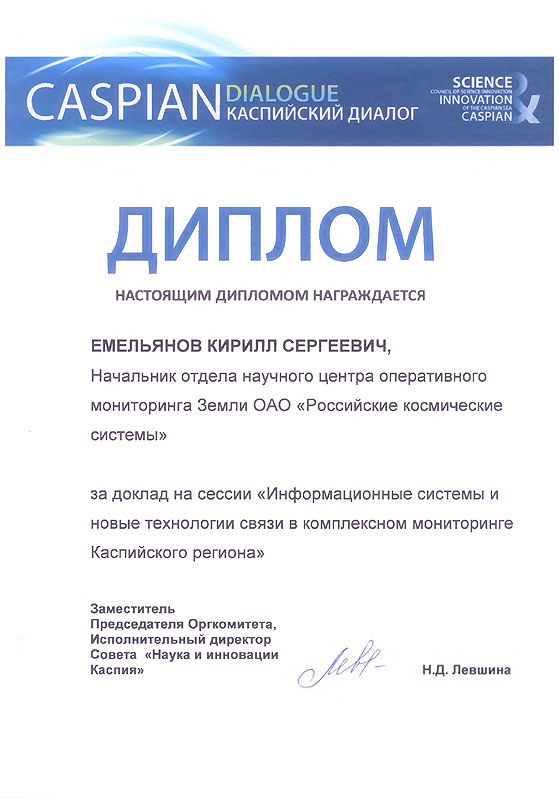 CASPIAN DIALOGUE
КАСПИЙСКИЙ ДИАЛОГ
SCIENCE
COUNCIL OF SCIENCE INNOVATION
INNOVATION
OF THE CASPIAN SEA
CASPIAN
ДИПЛОМ
НАСТОЯЩИМ ДИПЛОМОМ НАГРАЖДАЕТСЯ
ЕМЕЛЬЯНОВ КИРИЛЛ СЕРГЕЕВИЧ,
Начальник отдела научного центра оперативного
мониторинга Земли ОАО «Российские космические
системы»
за доклад на сессии «Информационные системы и
новые технологии связи в комплексном мониторинге
Каспийского региона»
Заместитель
Председателя Оргкомитета,
Исполнительный директор
Совета «Наука и инновации
Каспия»
Н.Д. Левшина